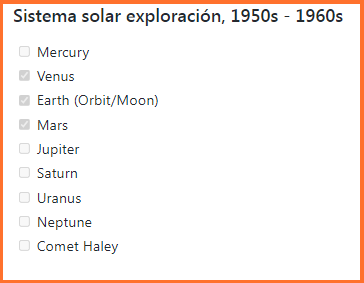 Sistema solar exploración, 1950s - 1960s
Mercury
Venus
Earth (Orbit/Moon)
Mars
Jupiter
Saturn
Uranus
Neptune
Comet Haley